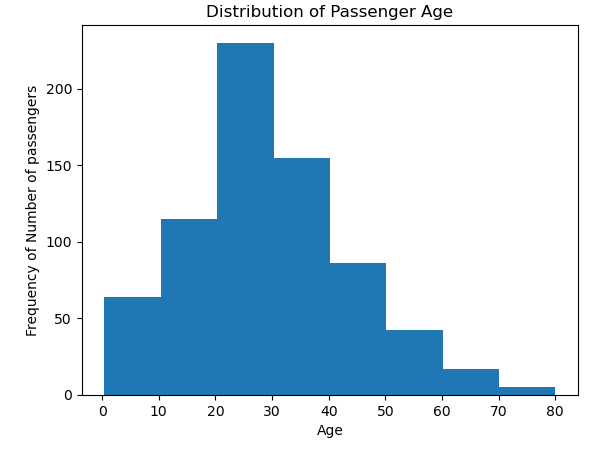 Distribution of Passenger Age
Frequency of Number of passengers
200
150
100
50
0
0 10 20 30 40 50 60 70 80
Age